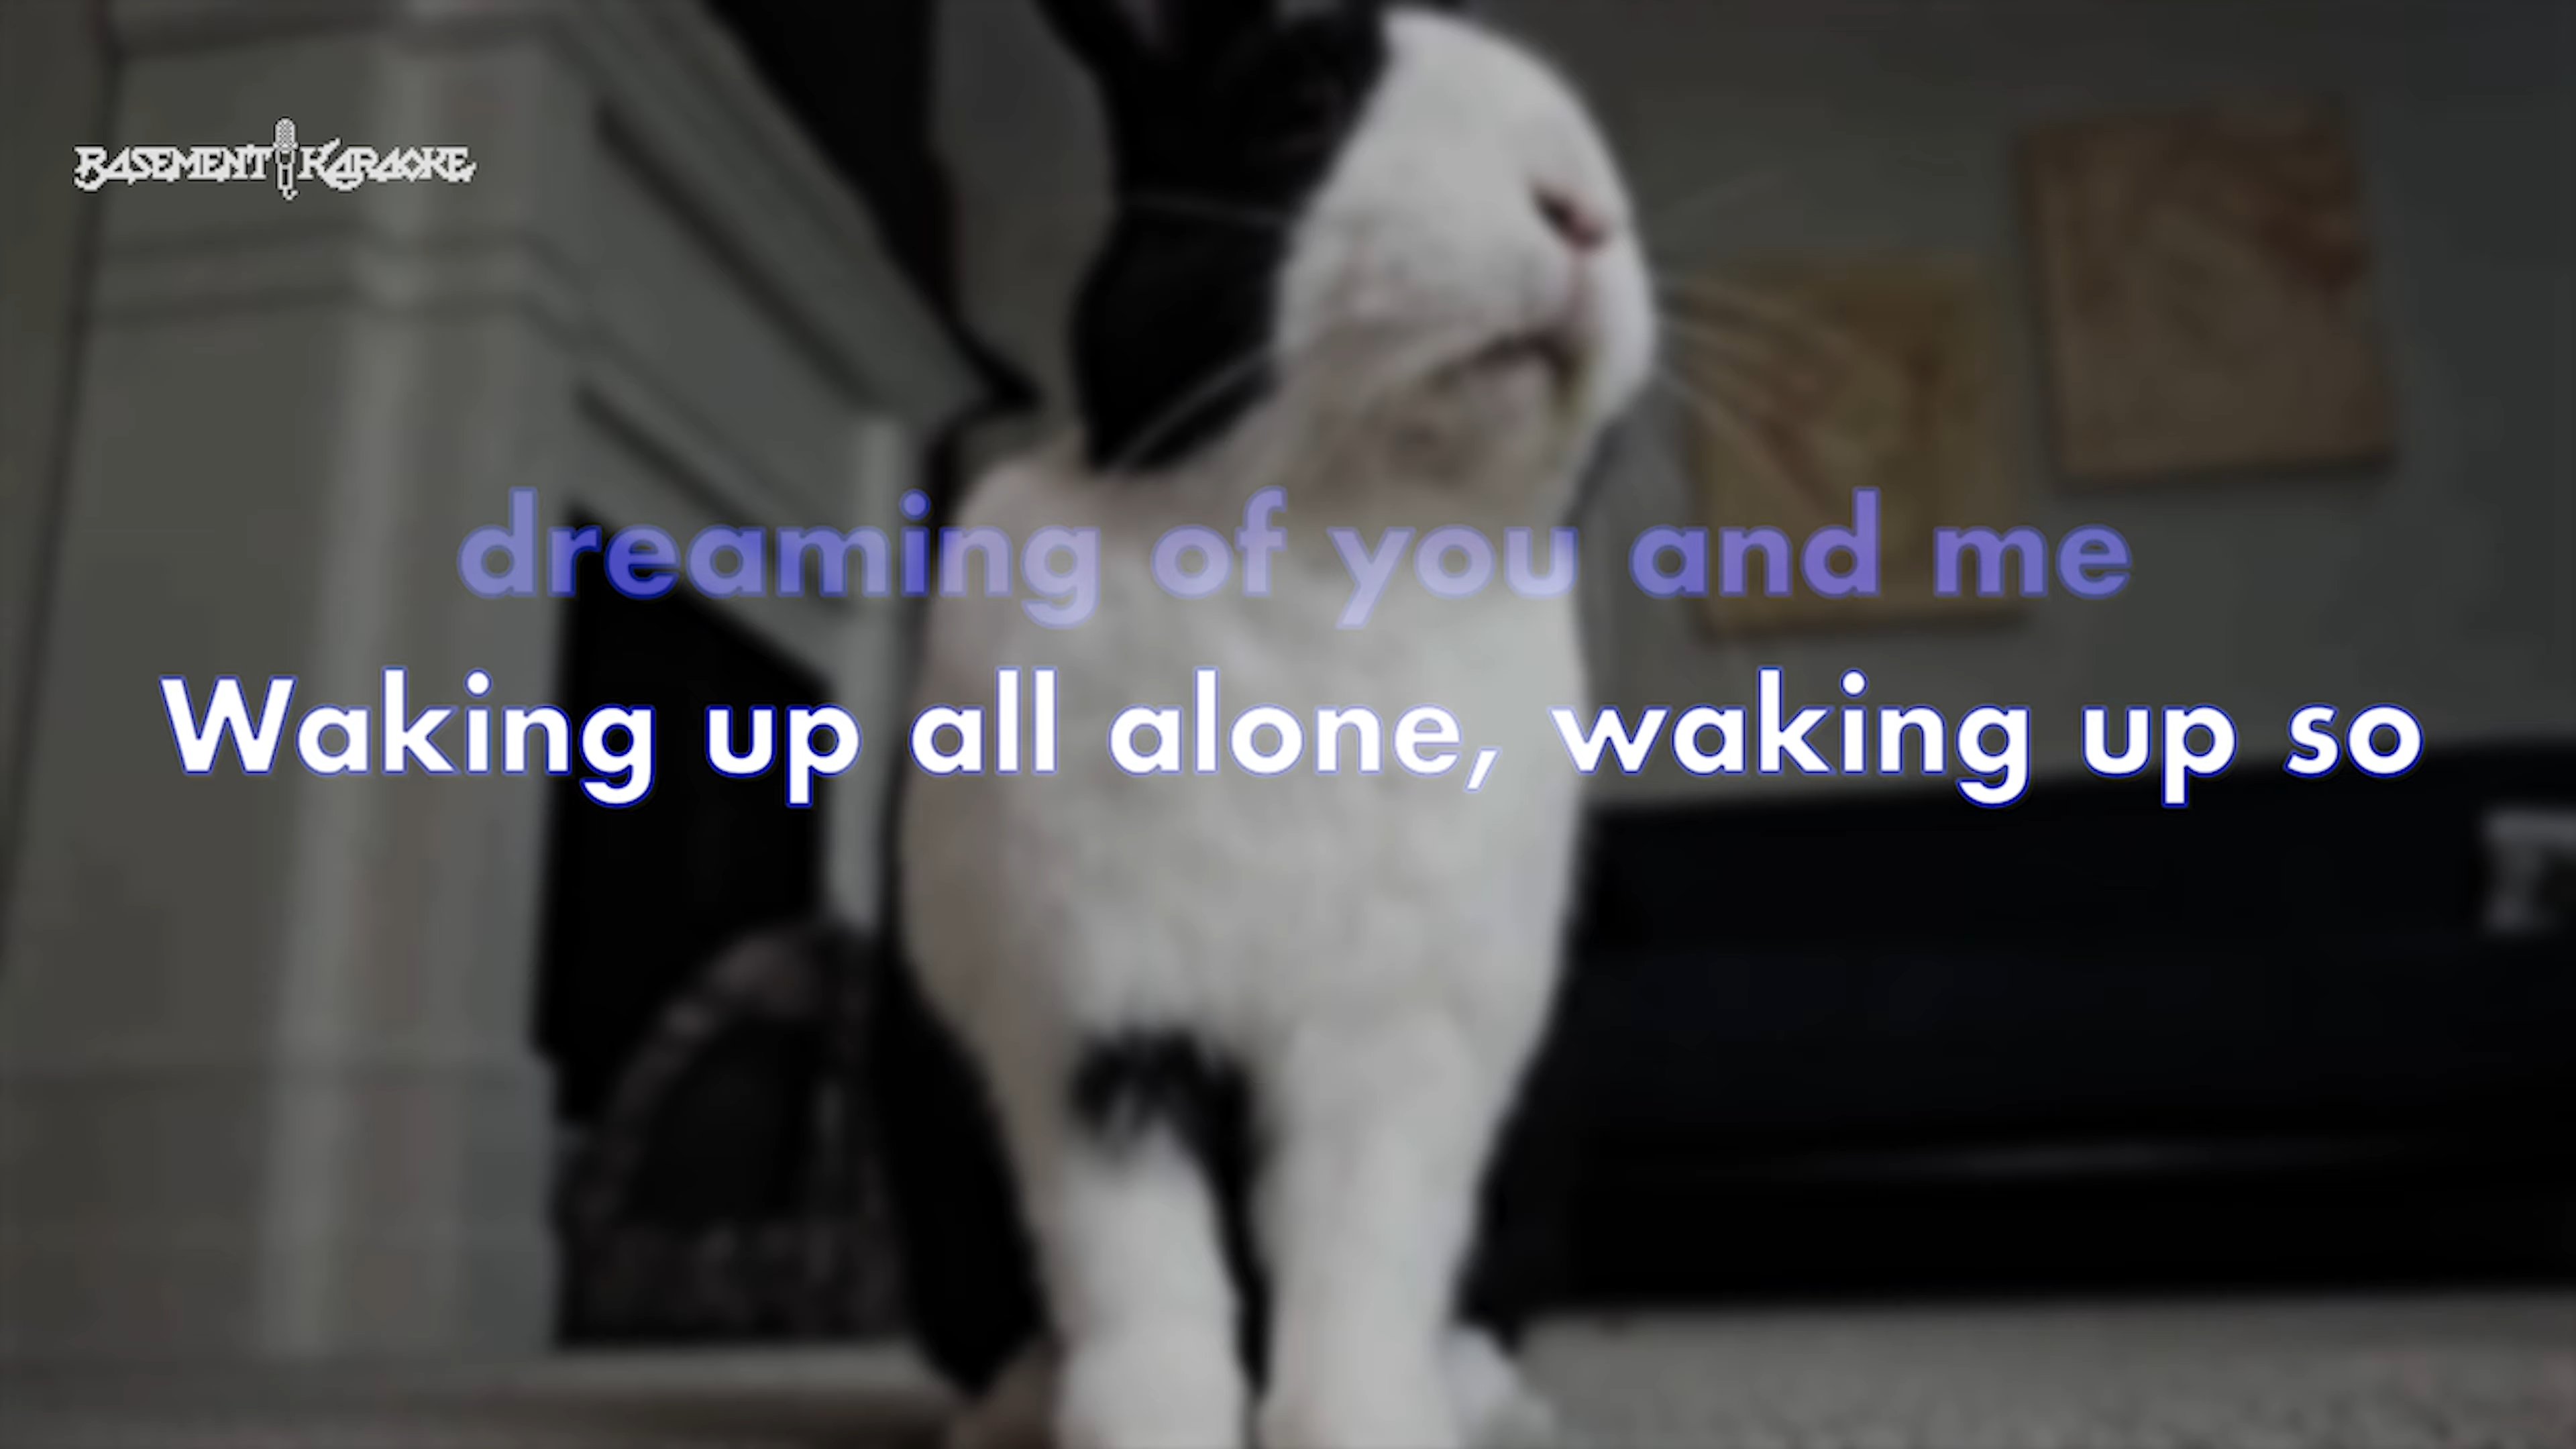 BASEMENT KARAOKE
dreaming of you and me
Waking up all alone, waking up so